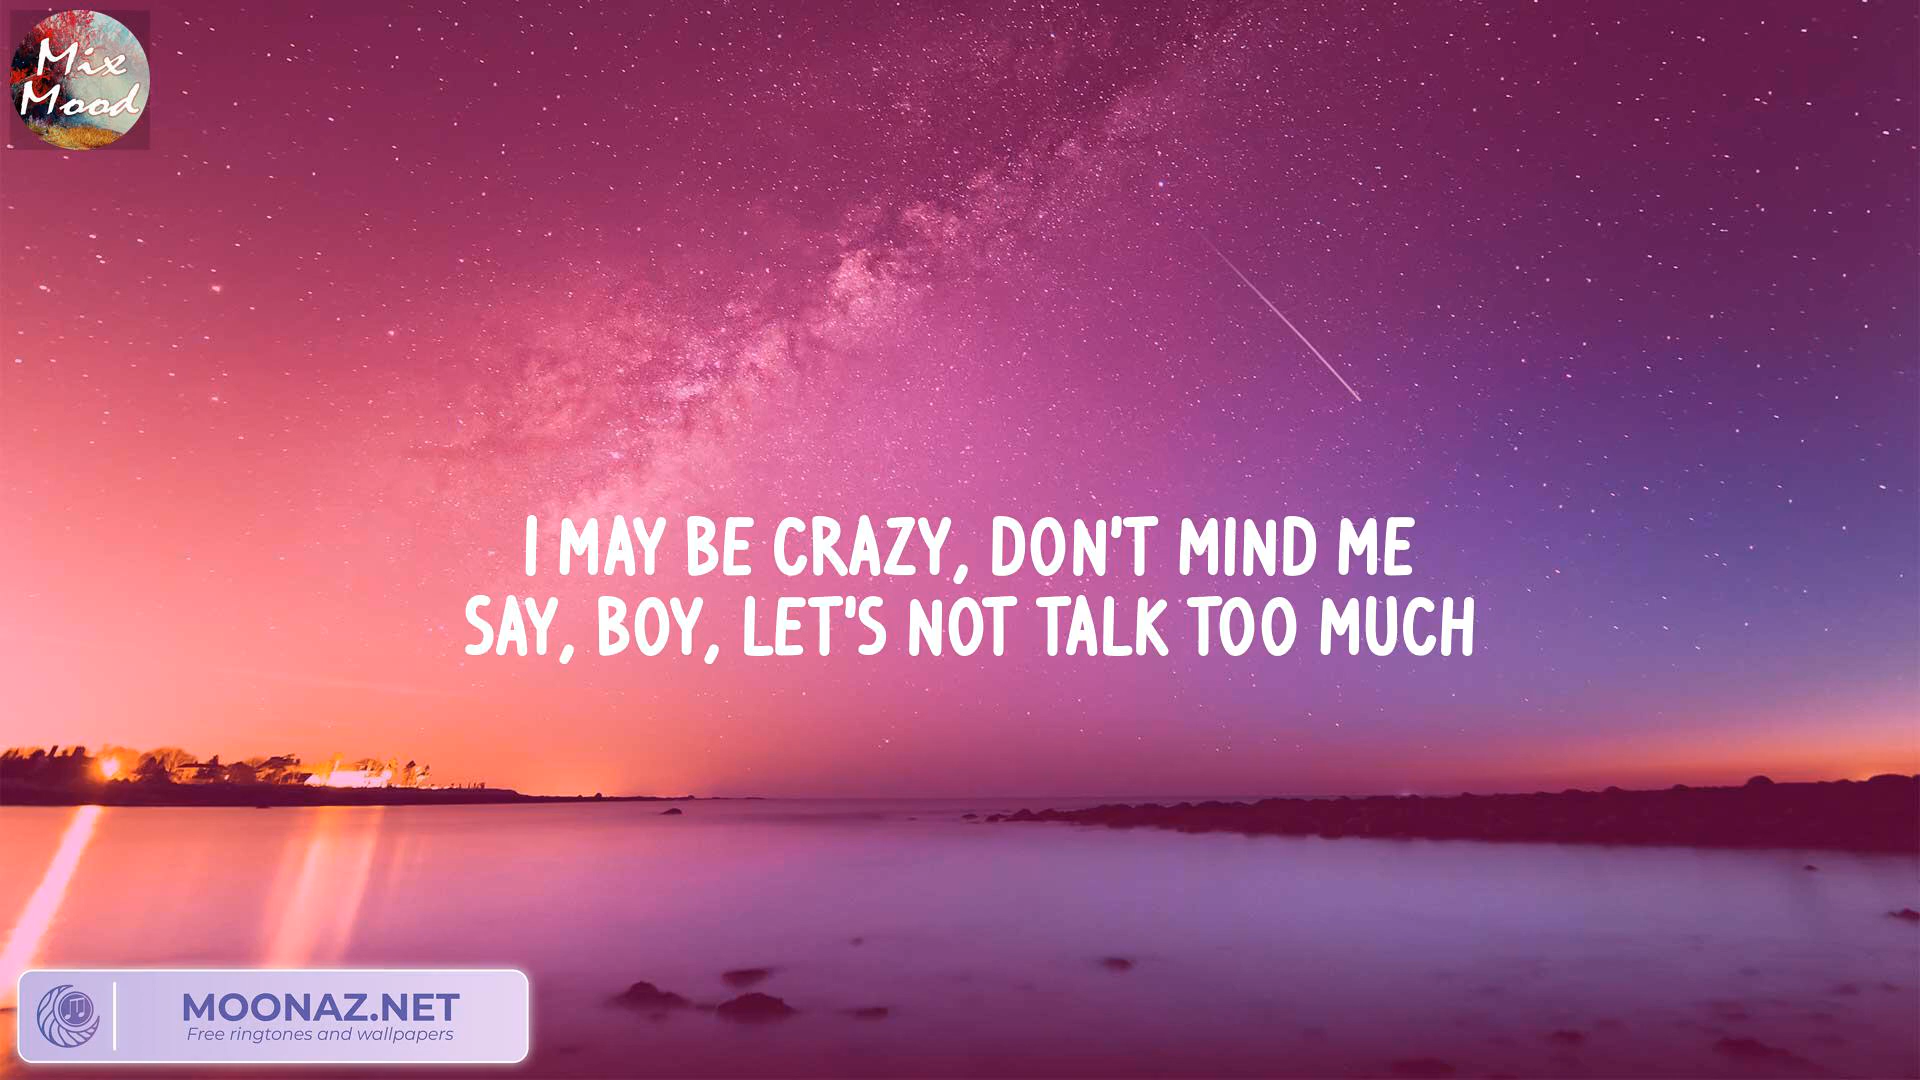 Mix
Mood
I MAY BE CRAZY, DON'T MIND ME
SAY, BOY, LET'S NOT TALK TOO MUCH
MOONAZ.NET
Free ringtones and wallpapers